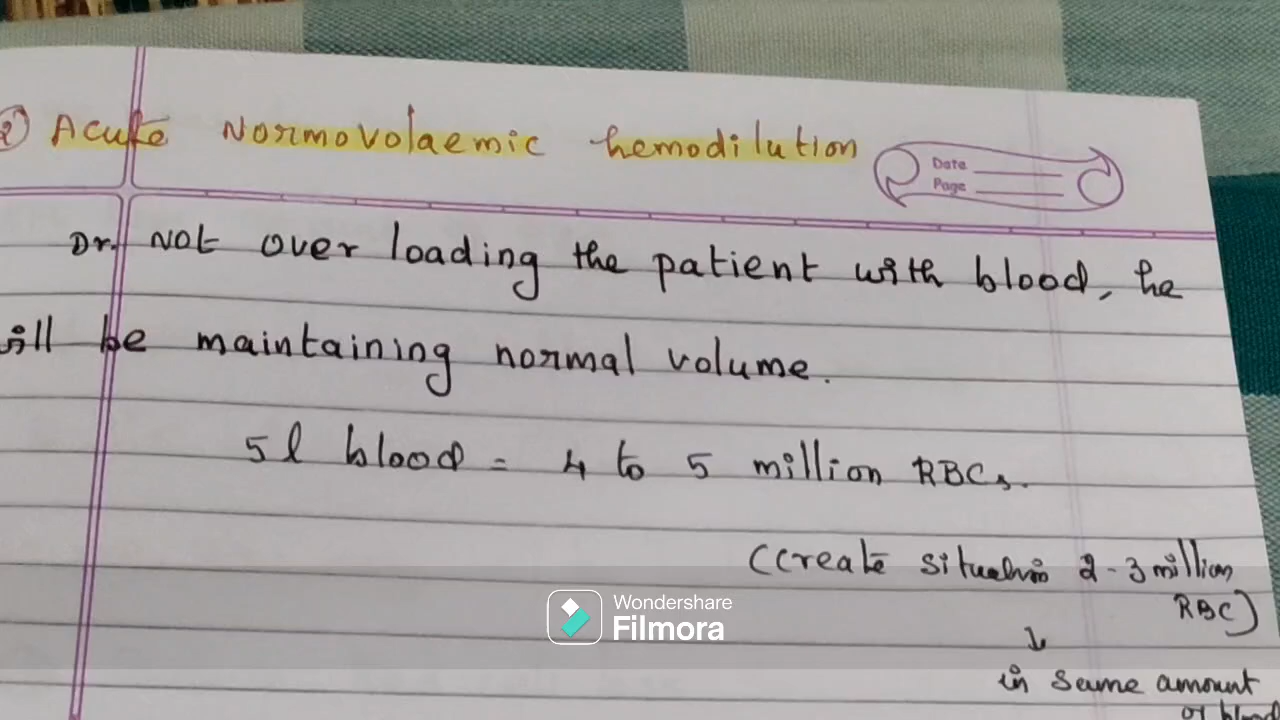 2) Acute Normovolaemic hemodilution
Date
Page
Dr. Not over loading the patient with blood, he
will be maintaining normal volume.
5 l blood = 4 to 5 million RBCs.
(create situation 2-3 million
RBC)
↓
in same amount
of blood
Wondershare
Filmora